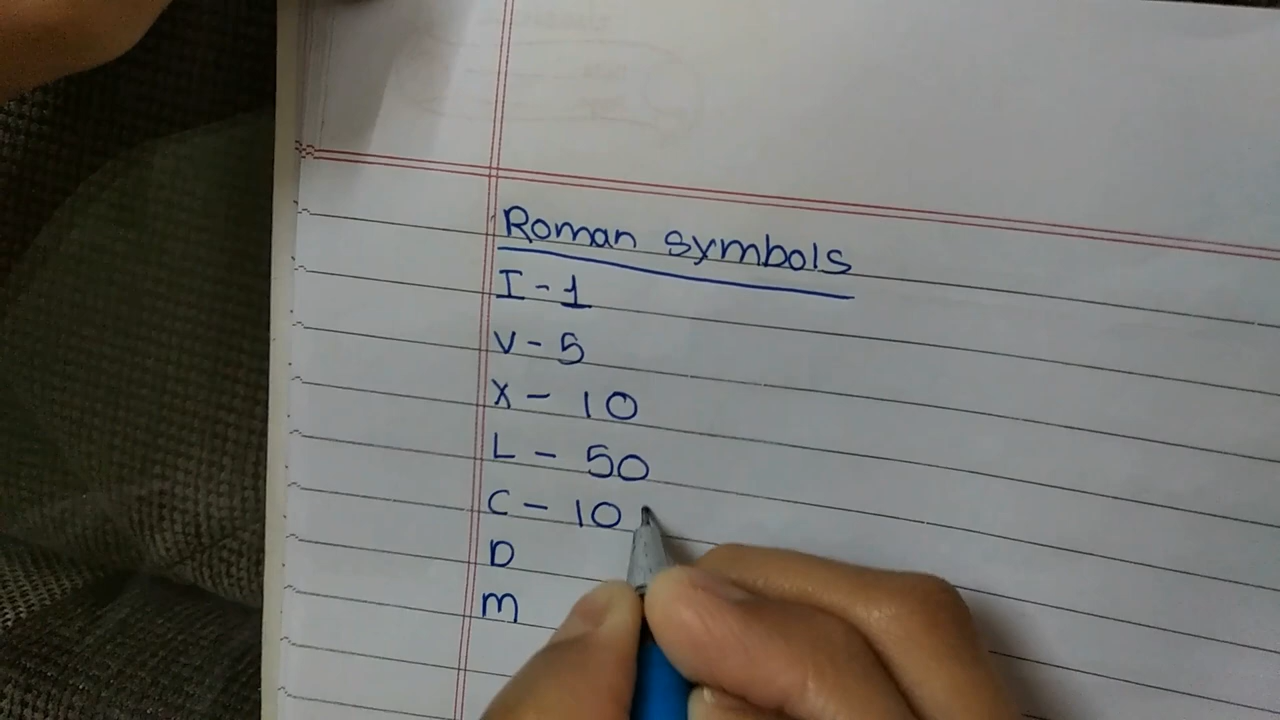 Roman symbols
I - 1
V - 5
X - 10
L - 50
C - 10
D
M